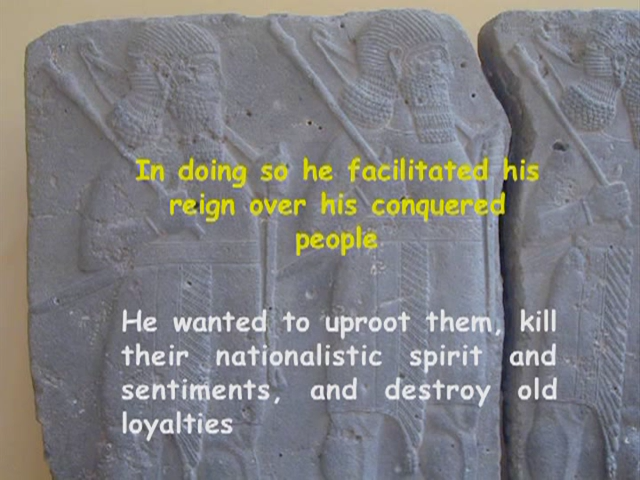 In doing so he facilitated his
reign over his conquered
people
He wanted to uproot them, kill
their nationalistic spirit and
sentiments, and destroy old
loyalties